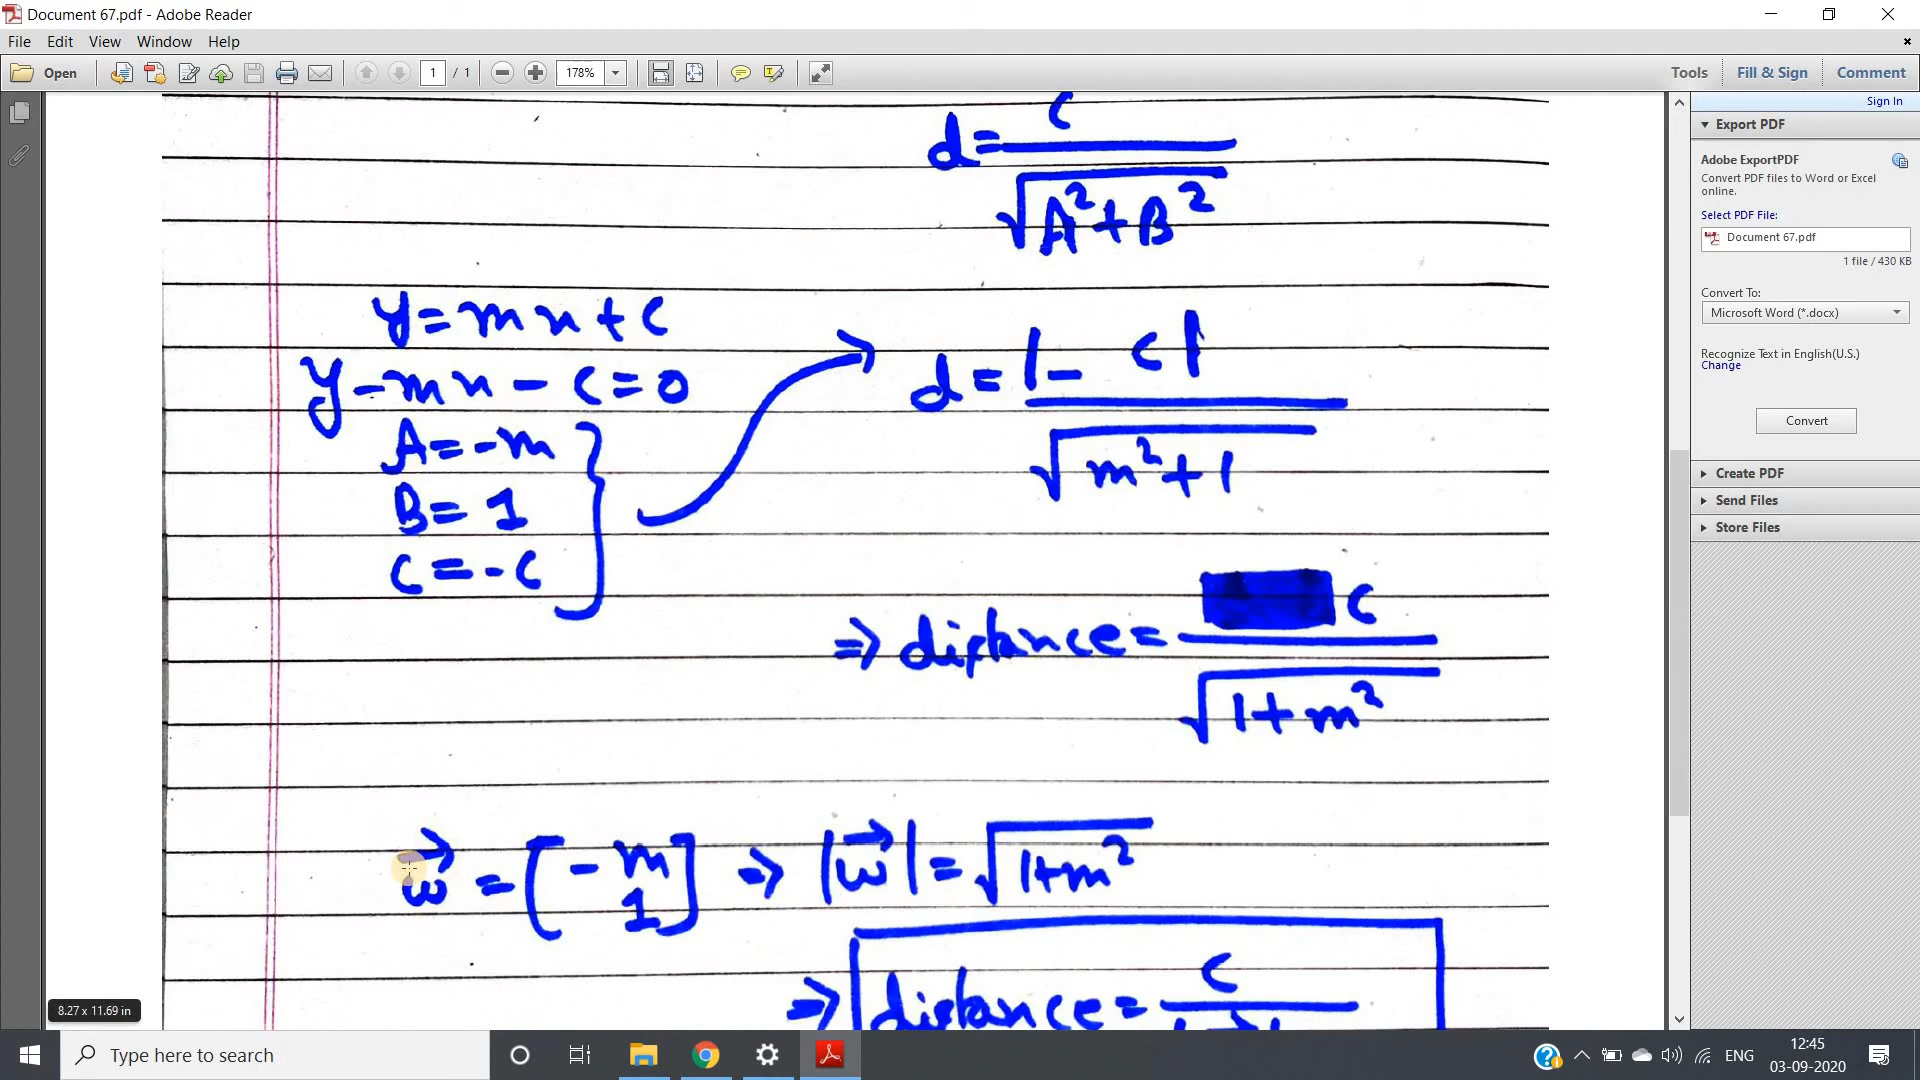 Document 67.pdf - Adobe Reader
File Edit View Window Help
Open 1 / 1 178% Tools Fill & Sign Comment
Sign In
Export PDF
Adobe ExportPDF
Convert PDF files to Word or Excel
online.
Select PDF File:
Document 67.pdf
1 file / 430 KB
Convert To:
Microsoft Word (*.docx)
Recognize Text in English(U.S.)
Change
Convert
Create PDF
Send Files
Store Files
d = c / √(A² + B²)
y = mx + c
y - mx - c = 0
A = -m
B = 1
C = -c
d = |- c| / √(m² + 1)
⇒ distance = c / √(1 + m²)
w⃗ = [-m 1] ⇒ |w⃗| = √(1+m²)
⇒ distance = c
8.27 x 11.69 in
Type here to search
ENG
12:45
03-09-2020